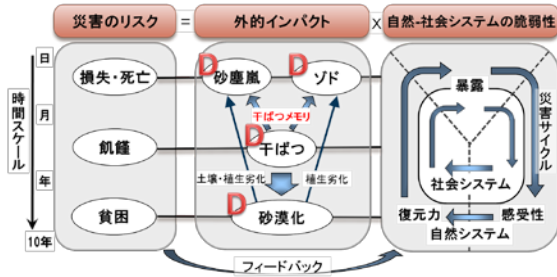 災害のリスク = 外的インパクト x 自然-社会システムの脆弱性
時間スケール
日
月
年
10年
損失・死亡
飢饉
貧困
D 砂塵嵐
D ゾド
干ばつメモリ
D 干ばつ
土壌・植生劣化
植生劣化
D 砂漠化
暴露
社会システム
復元力
感受性
自然システム
災害サイクル
フィードバック